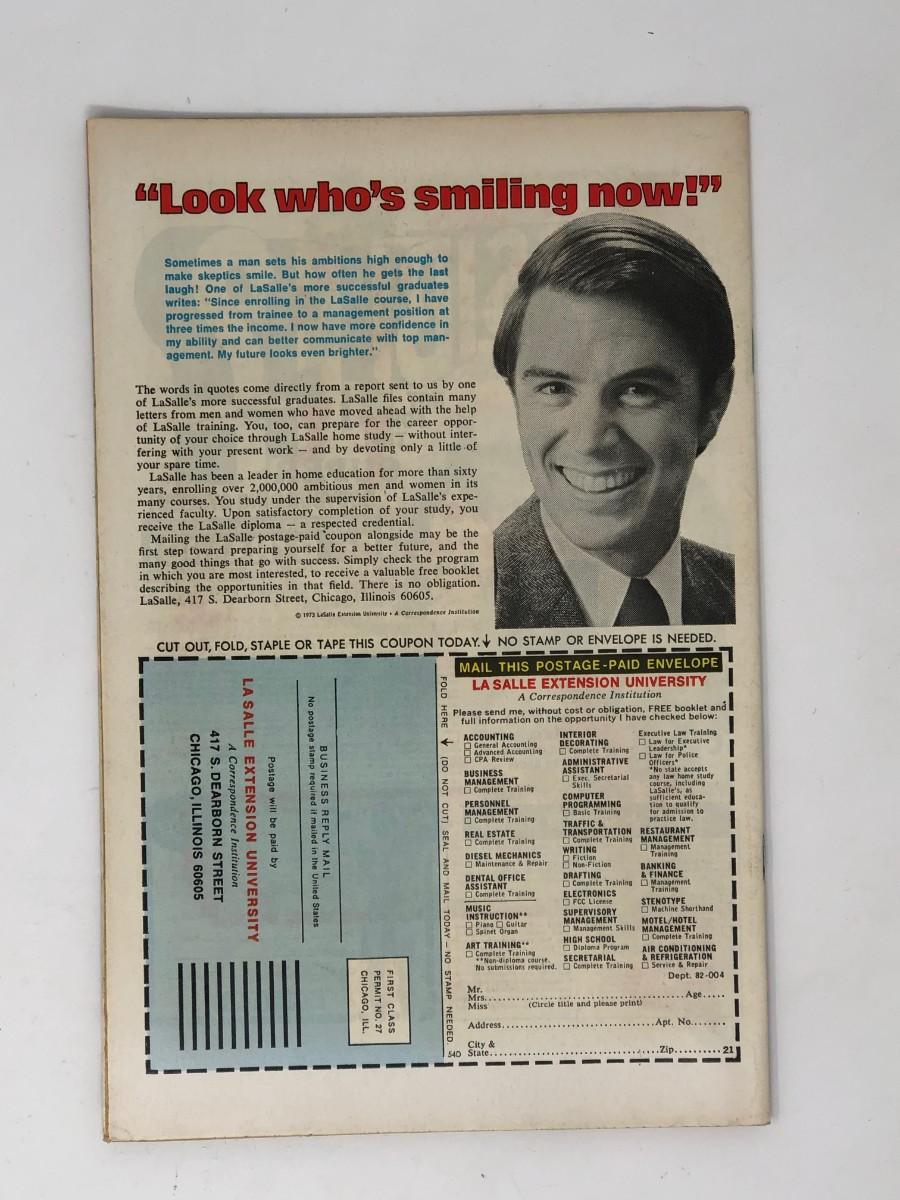 “Look who’s smiling now!”
Sometimes a man sets his ambitions high enough to
make skeptics smile. But how often he gets the last
laugh! One of LaSalle's more successful graduates
writes: "Since enrolling in the LaSalle course, I have
progressed from trainee to a management position at
three times the income. I now have more confidence in
my ability and can better communicate with top man-
agement. My future looks even brighter."
The words in quotes come directly from a report sent to us by one
of LaSalle's more successful graduates. LaSalle files contain many
letters from men and women who have moved ahead with the help
of LaSalle training. You, too, can prepare for the career oppor-
tunity of your choice through LaSalle home study — without inter-
fering with your present work — and by devoting only a little of
your spare time.
LaSalle has been a leader in home education for more than sixty
years, enrolling over 2,000,000 ambitious men and women in its
many courses. You study under the supervision of LaSalle's expe-
rienced faculty. Upon satisfactory completion of your study, you
receive the LaSalle diploma — a respected credential.
Mailing the LaSalle postage-paid coupon alongside may be the
first step toward preparing yourself for a better future, and the
many good things that go with success. Simply check the program
in which you are most interested, to receive a valuable free booklet
describing the opportunities in that field. There is no obligation.
LaSalle, 417 S. Dearborn Street, Chicago, Illinois 60605.
© 1973 LaSalle Extension University • A Correspondence Institution
CUT OUT, FOLD, STAPLE OR TAPE THIS COUPON TODAY. ↓ NO STAMP OR ENVELOPE IS NEEDED.
BUSINESS REPLY MAIL
No postage stamp required if mailed in the United States
Postage will be paid by
LA SALLE EXTENSION UNIVERSITY
A Correspondence Institution
417 S. DEARBORN STREET
CHICAGO, ILLINOIS 60605
FIRST CLASS
PERMIT NO. 27
CHICAGO, ILL.
FOLD HERE ↓ (DO NOT CUT) SEAL AND MAIL TODAY — NO STAMP NEEDED.
540
MAIL THIS POSTAGE-PAID ENVELOPE
LA SALLE EXTENSION UNIVERSITY
A Correspondence Institution
Please send me, without cost or obligation, FREE booklet and
full information on the opportunity I have checked below:
ACCOUNTING
□ General Accounting
□ Advanced Accounting
□ CPA Review
BUSINESS
MANAGEMENT
□ Complete Training
PERSONNEL
MANAGEMENT
□ Complete Training
REAL ESTATE
□ Complete Training
DIESEL MECHANICS
□ Maintenance & Repair
DENTAL OFFICE
ASSISTANT
□ Complete Training
MUSIC
INSTRUCTION**
□ Piano □ Guitar
□ Spinet Organ
ART TRAINING**
□ Complete Training
**Non-diploma course.
No submissions required.
INTERIOR
DECORATING
□ Complete Training
ADMINISTRATIVE
ASSISTANT
□ Exec. Secretarial
Skills
COMPUTER
PROGRAMMING
□ Basic Training
TRAFFIC &
TRANSPORTATION
□ Complete Training
WRITING
□ Fiction
□ Non-Fiction
DRAFTING
□ Complete Training
ELECTRONICS
□ FCC License
SUPERVISORY
MANAGEMENT
□ Management Skills
HIGH SCHOOL
□ Diploma Program
SECRETARIAL
□ Complete Training
Executive Law Training
□ Law for Executive
Leadership*
□ Law for Police
Officers*
*No state accepts
any law home study
course, including
LaSalle's, as
sufficient educa-
tion to qualify
for admission to
practice law.
RESTAURANT
MANAGEMENT
□ Management
Training
BANKING
& FINANCE
□ Management
Training
STENOTYPE
□ Machine Shorthand
MOTEL/HOTEL
MANAGEMENT
□ Complete Training
AIR CONDITIONING
& REFRIGERATION
□ Service & Repair
Dept. 82-004
Mr.
Mrs. Age
Miss (Circle title and please print)
Address Apt. No.
City &
State Zip 21